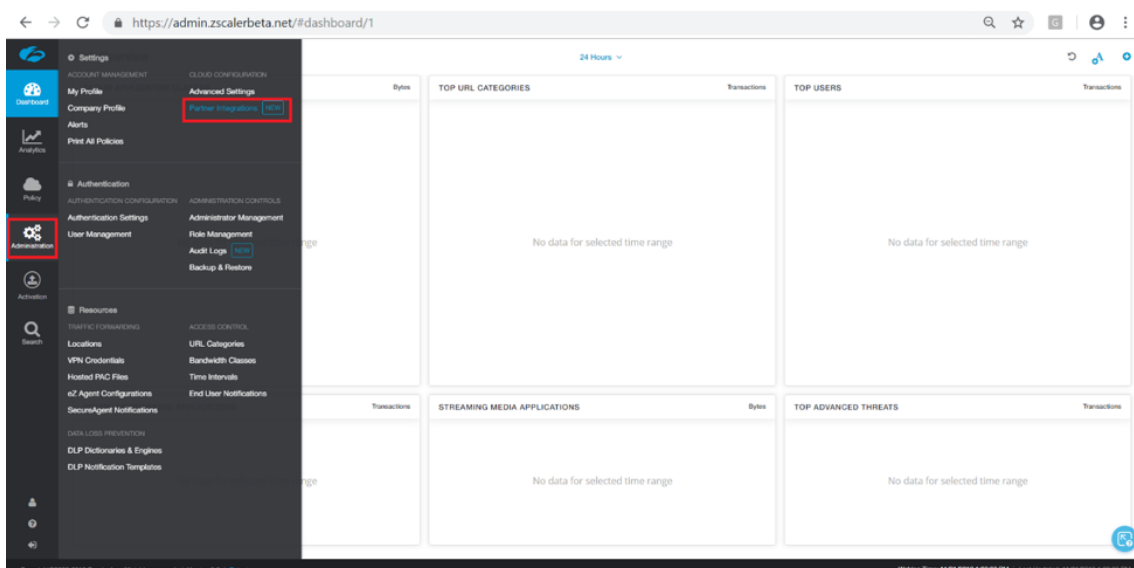 https://admin.zscalerbeta.net/#dashboard/1
G
Settings
24 Hours
ACCOUNT MANAGEMENT
CLOUD CONFIGURATION
Dashboard
My Profile
Advanced Settings
Bytes
TOP URL CATEGORIES
Transactions
TOP USERS
Transactions
Company Profile
Partner Integrations NEW
Alerts
Print All Policies
Analytics
Authentication
Policy
AUTHENTICATION CONFIGURATION
ADMINISTRATION CONTROLS
Authentication Settings
Administrator Management
User Management
Role Management
Administration
Audit Logs NEW
nge
No data for selected time range
No data for selected time range
Backup & Restore
Activation
Resources
TRAFFIC FORWARDING
ACCESS CONTROL
Search
Locations
URL Categories
VPN Credentials
Bandwidth Classes
Hosted PAC Files
Time Intervals
eZ Agent Configurations
End User Notifications
SecureAgent Notifications
Transactions
STREAMING MEDIA APPLICATIONS
Bytes
TOP ADVANCED THREATS
Transactions
DATA LOSS PREVENTION
DLP Dictionaries & Engines
DLP Notification Templates
nge
No data for selected time range
No data for selected time range